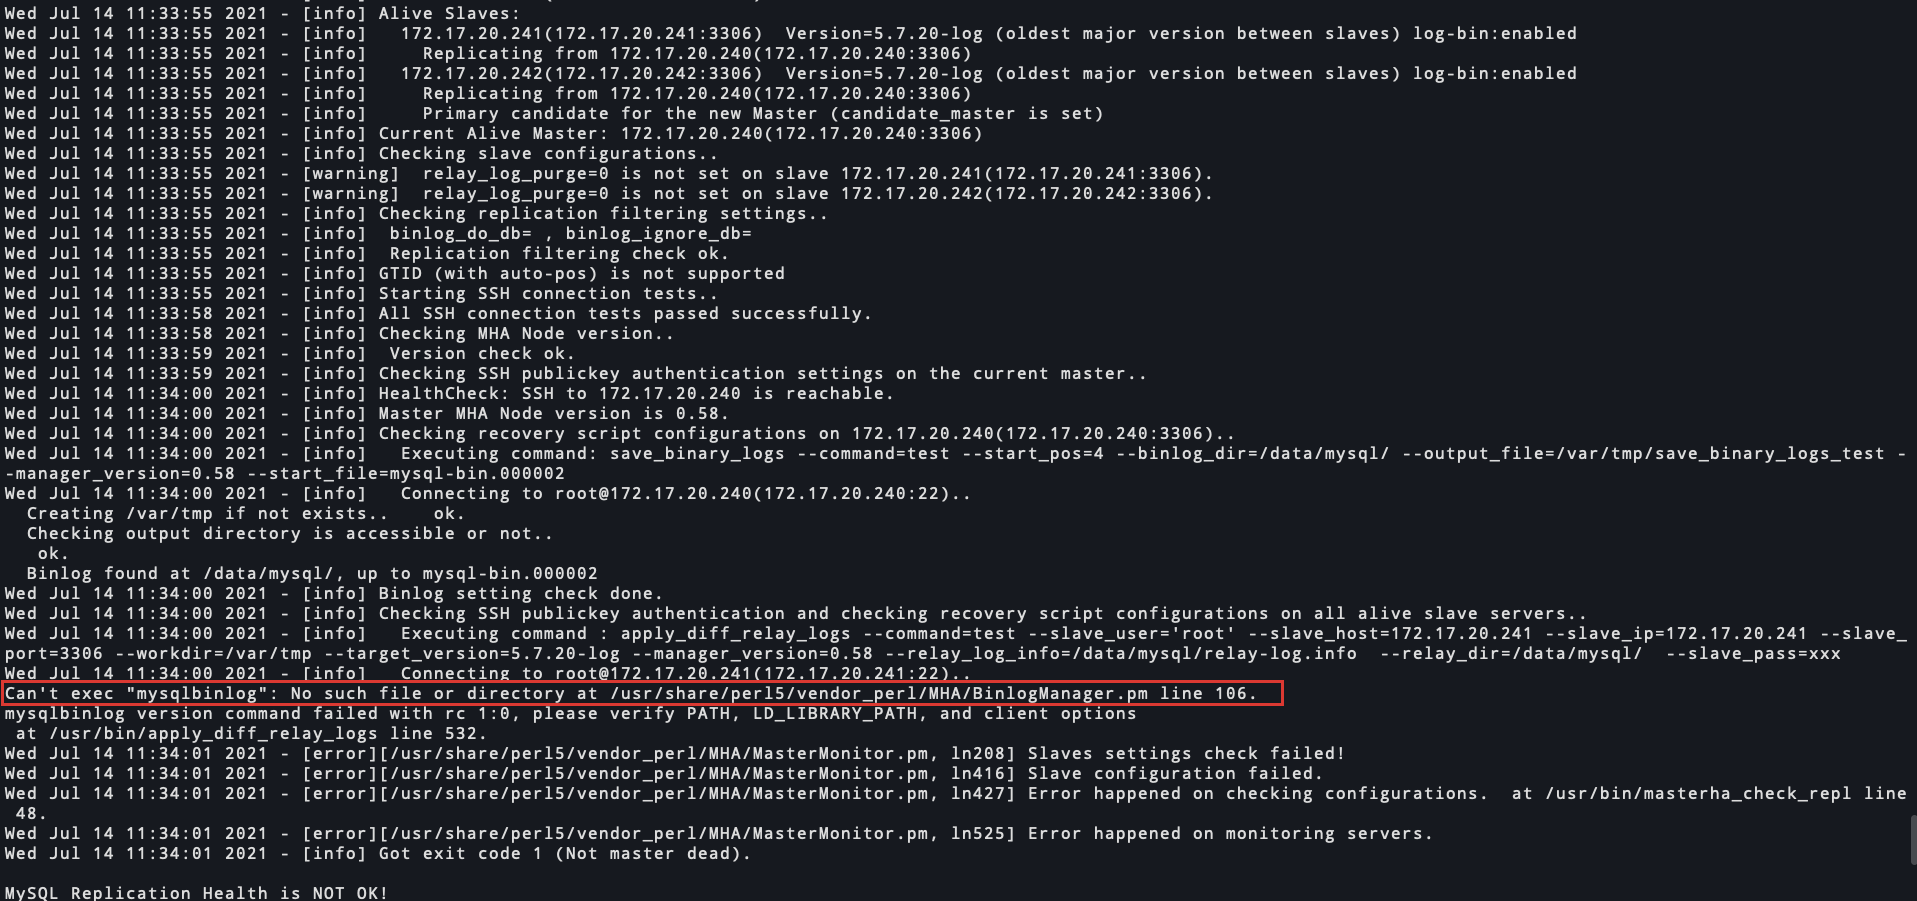 Wed Jul 14 11:33:55 2021 - [info] Alive Slaves:
Wed Jul 14 11:33:55 2021 - [info]   172.17.20.241(172.17.20.241:3306)  Version=5.7.20-log (oldest major version between slaves) log-bin:enabled
Wed Jul 14 11:33:55 2021 - [info]     Replicating from 172.17.20.240(172.17.20.240:3306)
Wed Jul 14 11:33:55 2021 - [info]   172.17.20.242(172.17.20.242:3306)  Version=5.7.20-log (oldest major version between slaves) log-bin:enabled
Wed Jul 14 11:33:55 2021 - [info]     Replicating from 172.17.20.240(172.17.20.240:3306)
Wed Jul 14 11:33:55 2021 - [info]     Primary candidate for the new Master (candidate_master is set)
Wed Jul 14 11:33:55 2021 - [info] Current Alive Master: 172.17.20.240(172.17.20.240:3306)
Wed Jul 14 11:33:55 2021 - [info] Checking slave configurations..
Wed Jul 14 11:33:55 2021 - [warning]  relay_log_purge=0 is not set on slave 172.17.20.241(172.17.20.241:3306).
Wed Jul 14 11:33:55 2021 - [warning]  relay_log_purge=0 is not set on slave 172.17.20.242(172.17.20.242:3306).
Wed Jul 14 11:33:55 2021 - [info] Checking replication filtering settings..
Wed Jul 14 11:33:55 2021 - [info]  binlog_do_db= , binlog_ignore_db=
Wed Jul 14 11:33:55 2021 - [info]  Replication filtering check ok.
Wed Jul 14 11:33:55 2021 - [info] GTID (with auto-pos) is not supported
Wed Jul 14 11:33:55 2021 - [info] Starting SSH connection tests..
Wed Jul 14 11:33:58 2021 - [info] All SSH connection tests passed successfully.
Wed Jul 14 11:33:58 2021 - [info] Checking MHA Node version..
Wed Jul 14 11:33:59 2021 - [info]  Version check ok.
Wed Jul 14 11:33:59 2021 - [info] Checking SSH publickey authentication settings on the current master..
Wed Jul 14 11:34:00 2021 - [info] HealthCheck: SSH to 172.17.20.240 is reachable.
Wed Jul 14 11:34:00 2021 - [info] Master MHA Node version is 0.58.
Wed Jul 14 11:34:00 2021 - [info] Checking recovery script configurations on 172.17.20.240(172.17.20.240:3306)..
Wed Jul 14 11:34:00 2021 - [info]   Executing command: save_binary_logs --command=test --start_pos=4 --binlog_dir=/data/mysql/ --output_file=/var/tmp/save_binary_logs_test -
-manager_version=0.58 --start_file=mysql-bin.000002
Wed Jul 14 11:34:00 2021 - [info]   Connecting to root@172.17.20.240(172.17.20.240:22)..
  Creating /var/tmp if not exists..    ok.
  Checking output directory is accessible or not..
   ok.
  Binlog found at /data/mysql/, up to mysql-bin.000002
Wed Jul 14 11:34:00 2021 - [info] Binlog setting check done.
Wed Jul 14 11:34:00 2021 - [info] Checking SSH publickey authentication and checking recovery script configurations on all alive slave servers..
Wed Jul 14 11:34:00 2021 - [info]   Executing command : apply_diff_relay_logs --command=test --slave_user='root' --slave_host=172.17.20.241 --slave_ip=172.17.20.241 --slave_
port=3306 --workdir=/var/tmp --target_version=5.7.20-log --manager_version=0.58 --relay_log_info=/data/mysql/relay-log.info  --relay_dir=/data/mysql/  --slave_pass=xxx
Wed Jul 14 11:34:00 2021 - [info]   Connecting to root@172.17.20.241(172.17.20.241:22)..
Can't exec "mysqlbinlog": No such file or directory at /usr/share/perl5/vendor_perl/MHA/BinlogManager.pm line 106.
mysqlbinlog version command failed with rc 1:0, please verify PATH, LD_LIBRARY_PATH, and client options
 at /usr/bin/apply_diff_relay_logs line 532.
Wed Jul 14 11:34:01 2021 - [error][/usr/share/perl5/vendor_perl/MHA/MasterMonitor.pm, ln208] Slaves settings check failed!
Wed Jul 14 11:34:01 2021 - [error][/usr/share/perl5/vendor_perl/MHA/MasterMonitor.pm, ln416] Slave configuration failed.
Wed Jul 14 11:34:01 2021 - [error][/usr/share/perl5/vendor_perl/MHA/MasterMonitor.pm, ln427] Error happened on checking configurations.  at /usr/bin/masterha_check_repl line
 48.
Wed Jul 14 11:34:01 2021 - [error][/usr/share/perl5/vendor_perl/MHA/MasterMonitor.pm, ln525] Error happened on monitoring servers.
Wed Jul 14 11:34:01 2021 - [info] Got exit code 1 (Not master dead).
MySQL Replication Health is NOT OK!